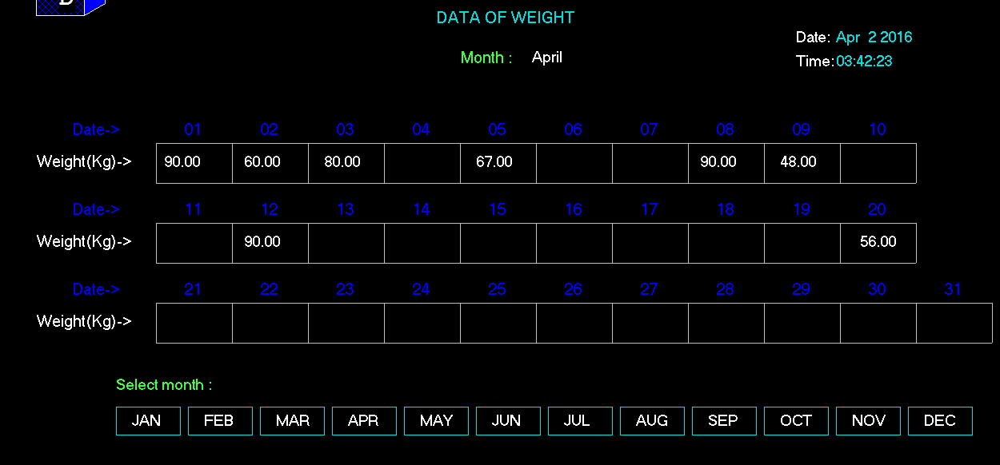 DATA OF WEIGHT
Date: Apr 2 2016
Month : April
Time:03:42:23
Date-> 01 02 03 04 05 06 07 08 09 10
Weight(Kg)-> 90.00 60.00 80.00 67.00 90.00 48.00
Date-> 11 12 13 14 15 16 17 18 19 20
Weight(Kg)-> 90.00 56.00
Date-> 21 22 23 24 25 26 27 28 29 30 31
Weight(Kg)->
Select month :
JAN FEB MAR APR MAY JUN JUL AUG SEP OCT NOV DEC